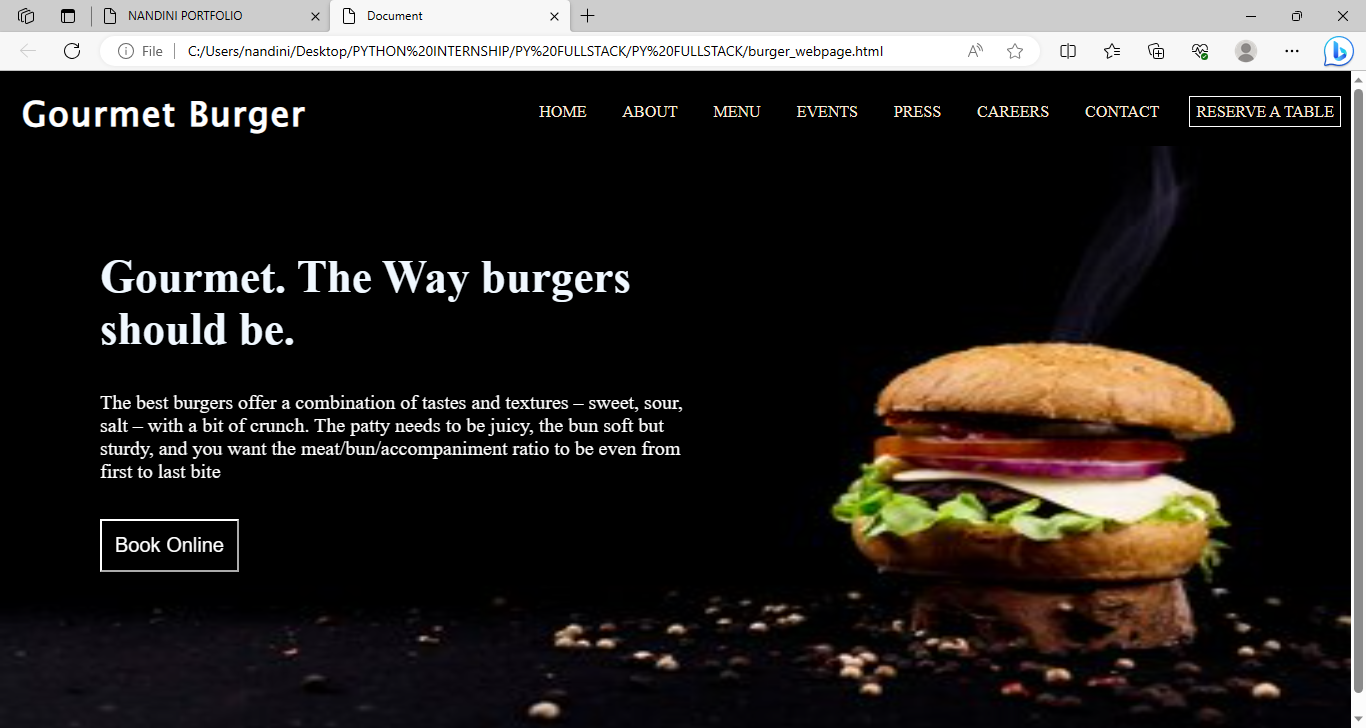 NANDINI PORTFOLIO
Document
File
C:/Users/nandini/Desktop/PYTHON%20INTERNSHIP/PY%20FULLSTACK/PY%20FULLSTACK/burger_webpage.html
Gourmet Burger
HOME ABOUT MENU EVENTS PRESS CAREERS CONTACT RESERVE A TABLE
Gourmet. The Way burgers
should be.
The best burgers offer a combination of tastes and textures – sweet, sour,
salt – with a bit of crunch. The patty needs to be juicy, the bun soft but
sturdy, and you want the meat/bun/accompaniment ratio to be even from
first to last bite
Book Online